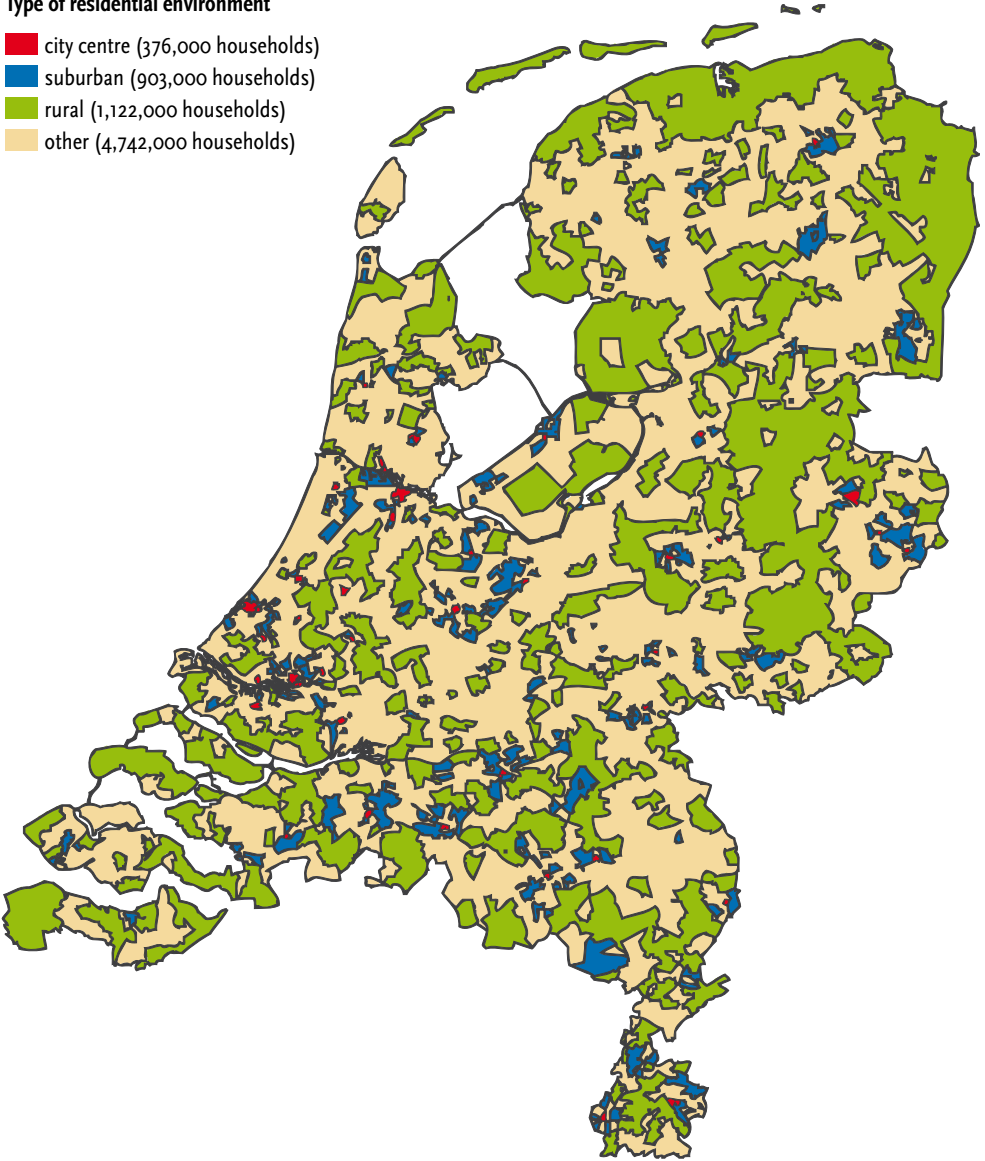 Type of residential environment
city centre (376,000 households)
suburban (903,000 households)
rural (1,122,000 households)
other (4,742,000 households)